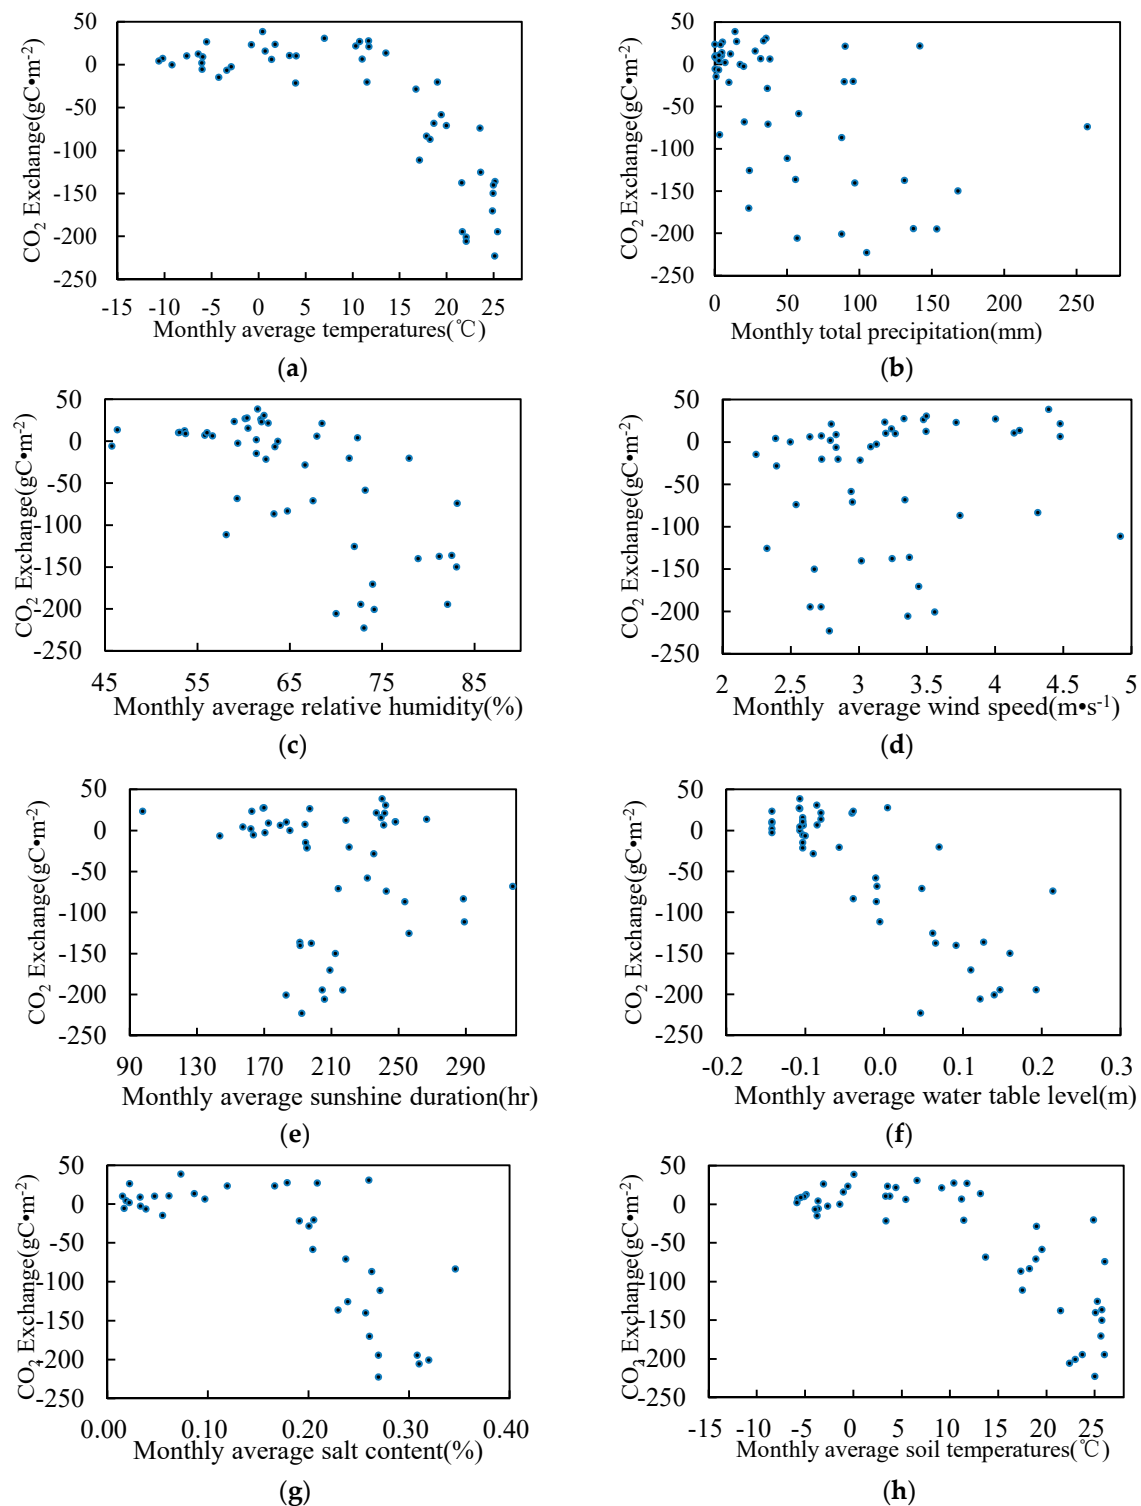 50
0
-50
-100
-150
-200
-250
CO2 Exchange(gC•m-2)
-15 -10 -5 0 5 10 15 20 25
Monthly average temperatures(℃)
(a)
50
0
-50
-100
-150
-200
-250
CO2 Exchange(gC•m-2)
0 50 100 150 200 250
Monthly total precipitation(mm)
(b)
50
0
-50
-100
-150
-200
-250
CO2 Exchange(gC•m-2)
45 55 65 75 85
Monthly average relative humidity(%)
(c)
50
0
-50
-100
-150
-200
-250
CO2 Exchange(gC•m-2)
2 2.5 3 3.5 4 4.5 5
Monthly average wind speed(m•s-1)
(d)
50
0
-50
-100
-150
-200
-250
CO2 Exchange(gC•m-2)
90 130 170 210 250 290
Monthly average sunshine duration(hr)
(e)
50
0
-50
-100
-150
-200
-250
CO2 Exchange(gC•m-2)
-0.2 -0.1 0.0 0.1 0.2 0.3
Monthly average water table level(m)
(f)
50
0
-50
-100
-150
-200
-250
CO2 Exchange(gC•m-2)
0.00 0.10 0.20 0.30 0.40
Monthly average salt content(%)
(g)
50
0
-50
-100
-150
-200
-250
CO2 Exchange(gC•m-2)
-15 -10 -5 0 5 10 15 20 25
Monthly average soil temperatures(℃)
(h)